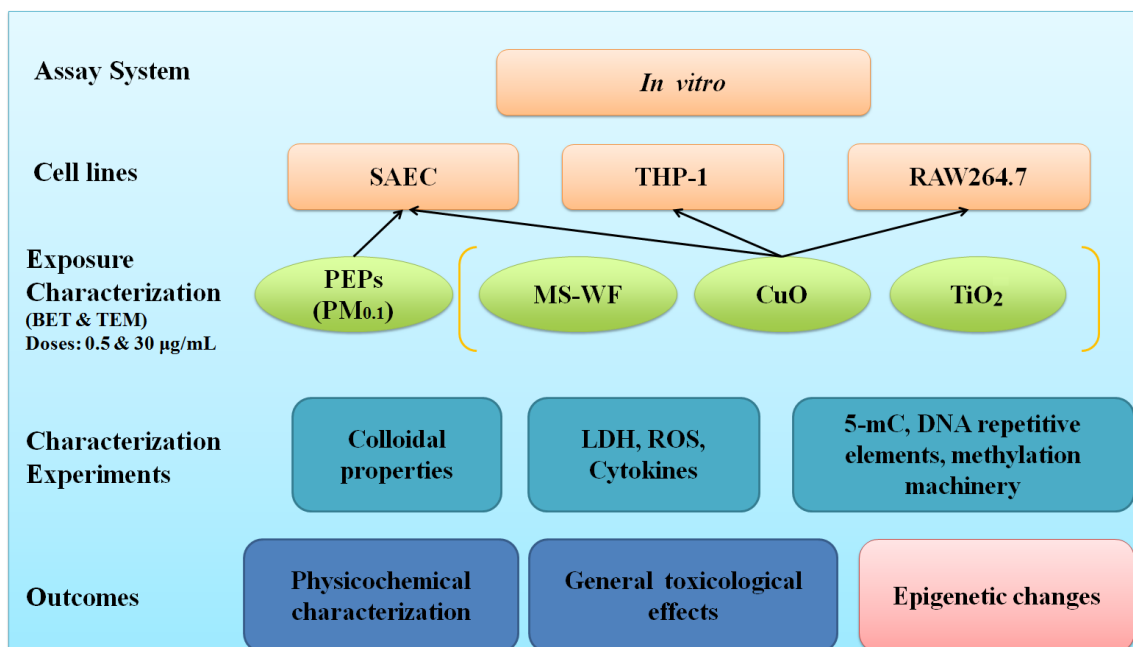 Assay System
In vitro
Cell lines
SAEC
THP-1
RAW264.7
Exposure
Characterization
(BET & TEM)
Doses: 0.5 & 30 µg/mL
PEPs
(PM0.1)
MS-WF
CuO
TiO2
Characterization
Experiments
Colloidal
properties
LDH, ROS,
Cytokines
5-mC, DNA repetitive
elements, methylation
machinery
Outcomes
Physicochemical
characterization
General toxicological
effects
Epigenetic changes